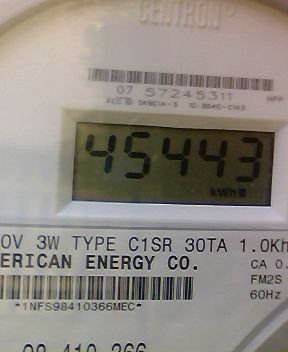 CENTRON
07 57245311
45443
kWh
0V 3W TYPE C1SR 30TA 1.0Kh
ERICAN ENERGY CO. CA 0.
FM2S
*1NFS98410366MEC* 60Hz
98 410 366